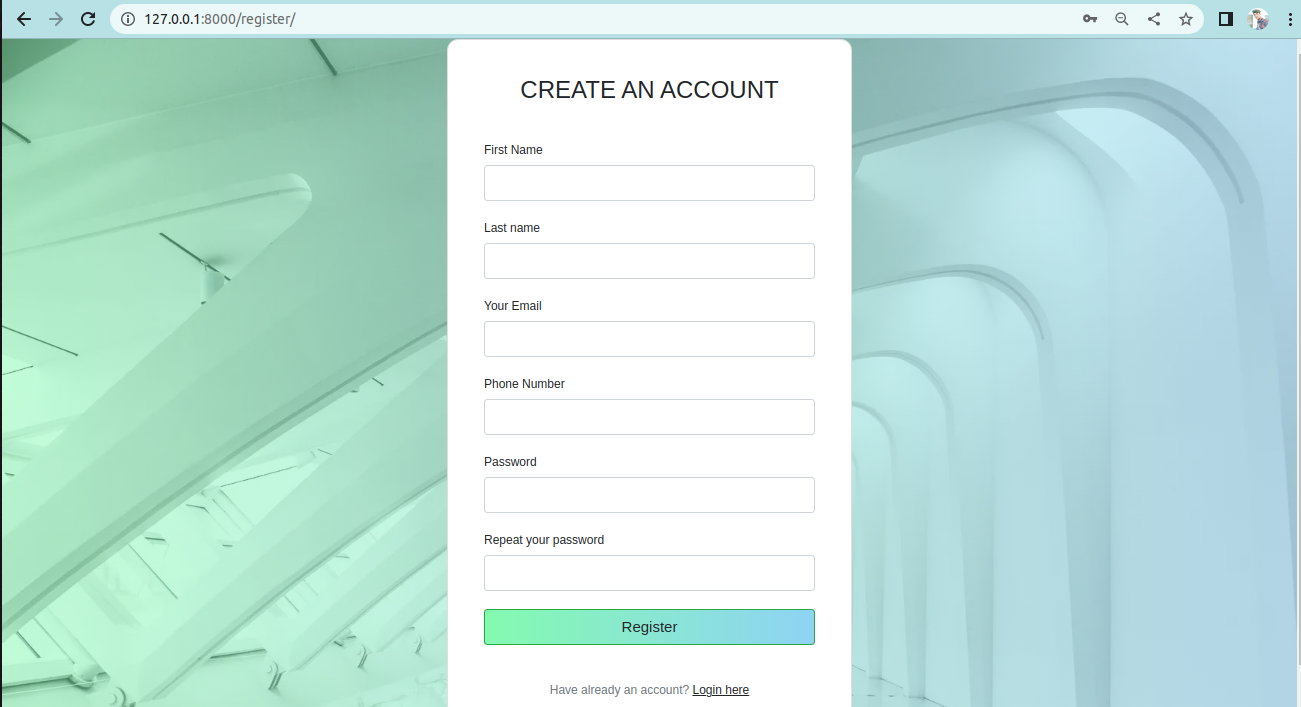 127.0.0.1:8000/register/
CREATE AN ACCOUNT
First Name
Last name
Your Email
Phone Number
Password
Repeat your password
Register
Have already an account? Login here